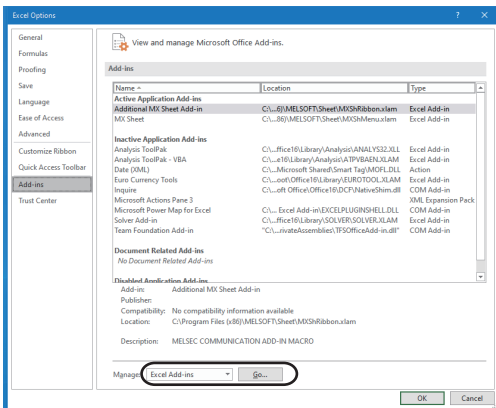 Excel Options ? ×
General
Formulas
Proofing
Save
Language
Ease of Access
Advanced
Customize Ribbon
Quick Access Toolbar
Add-ins
Trust Center
View and manage Microsoft Office Add-ins.
Add-ins
Name Location Type
Active Application Add-ins
Additional MX Sheet Add-in C:\...6)\MELSOFT\Sheet\MXShRibbon.xlam Excel Add-in
MX Sheet C:\...86)\MELSOFT\Sheet\MXShMenu.xlam Excel Add-in
Inactive Application Add-ins
Analysis ToolPak C:\...ffice16\Library\Analysis\ANALYS32.XLL Excel Add-in
Analysis ToolPak - VBA C:\...e16\Library\Analysis\ATPVBAEN.XLAM Excel Add-in
Date (XML) C:\...Microsoft Shared\Smart Tag\MOFL.DLL Action
Euro Currency Tools C:\...oot\Office16\Library\EUROTOOL.XLAM Excel Add-in
Inquire C:\...oft Office\Office16\DCF\NativeShim.dll COM Add-in
Microsoft Actions Pane 3 XML Expansion Pack
Microsoft Power Map for Excel C:\... Excel Add-in\EXCELPLUGINSHELL.DLL COM Add-in
Solver Add-in C:\...ffice16\Library\SOLVER\SOLVER.XLAM Excel Add-in
Team Foundation Add-in "C:\...rivateAssemblies\TFSOfficeAdd-in.dll" COM Add-in
Document Related Add-ins
No Document Related Add-ins
Disabled Application Add-ins
Add-in: Additional MX Sheet Add-in
Publisher:
Compatibility: No compatibility information available
Location: C:\Program Files (x86)\MELSOFT\Sheet\MXShRibbon.xlam
Description: MELSEC COMMUNICATION ADD-IN MACRO
Manage: Excel Add-ins Go...
OK Cancel